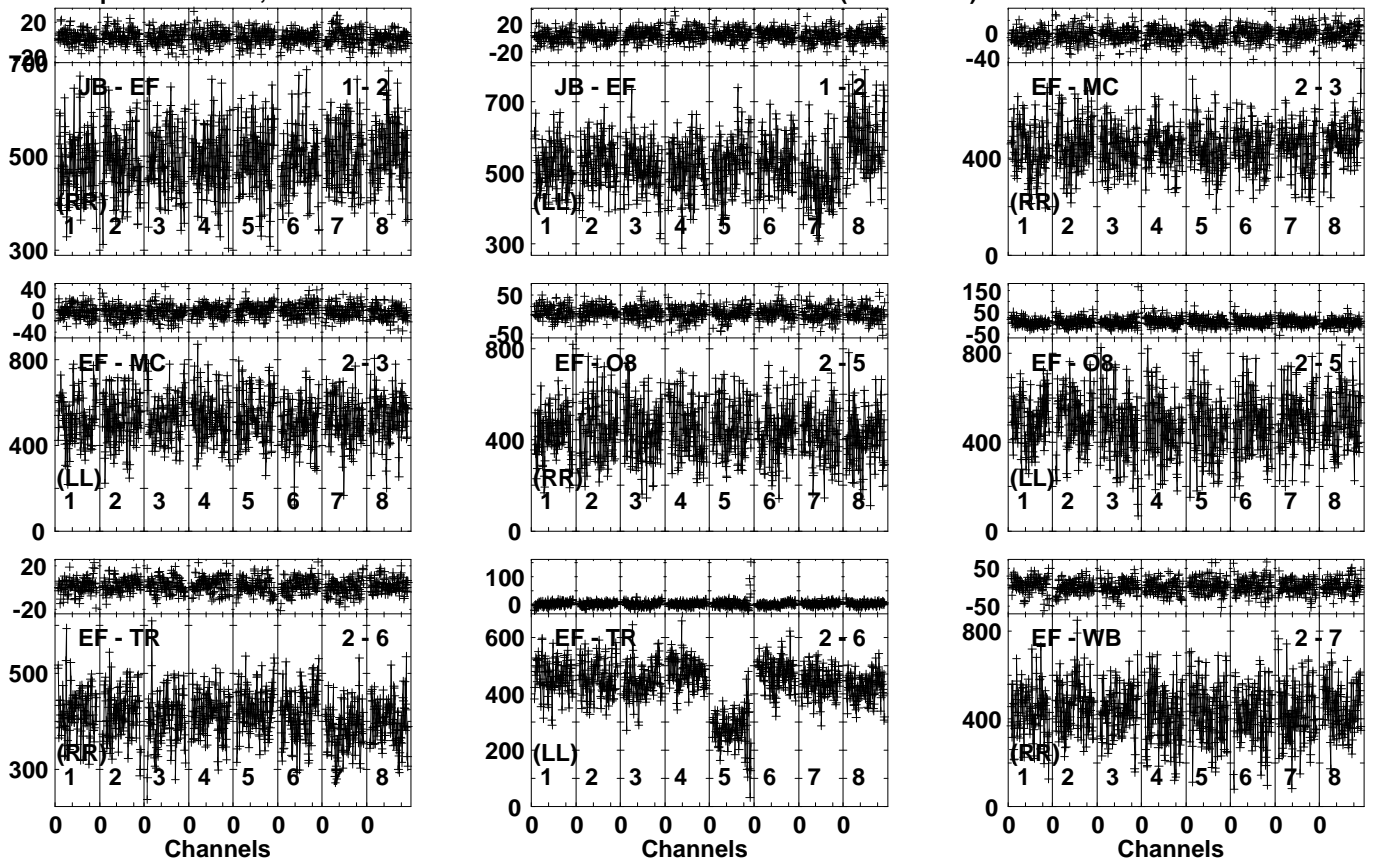 20
-20
700
JB - EF 1 - 2
500
(RR)
1 2 3 4 5 6 7 8
300
20
-20
JB - EF 1 - 2
700
500
(LL)
1 2 3 4 5 6 7 8
300
0
-40
EF - MC 2 - 3
400
(RR)
1 2 3 4 5 6 7 8
0
40
0
-40
800
EF - MC 2 - 3
400
(LL)
1 2 3 4 5 6 7 8
0
50
-50
800
EF - O8 2 - 5
400
(RR)
1 2 3 4 5 6 7 8
0
150
50
-50
800
EF - O8 2 - 5
400
(LL)
1 2 3 4 5 6 7 8
0
20
-20
EF - TR 2 - 6
500
(RR)
1 2 3 4 5 6 7 8
300
0 0 0 0 0 0 0 0
Channels
100
0
600
EF - TR 2 - 6
400
200
(LL)
1 2 3 4 5 6 7 8
0
0 0 0 0 0 0 0 0
Channels
50
-50
800
EF - WB 2 - 7
400
(RR)
1 2 3 4 5 6 7 8
0
0 0 0 0 0 0 0 0
Channels